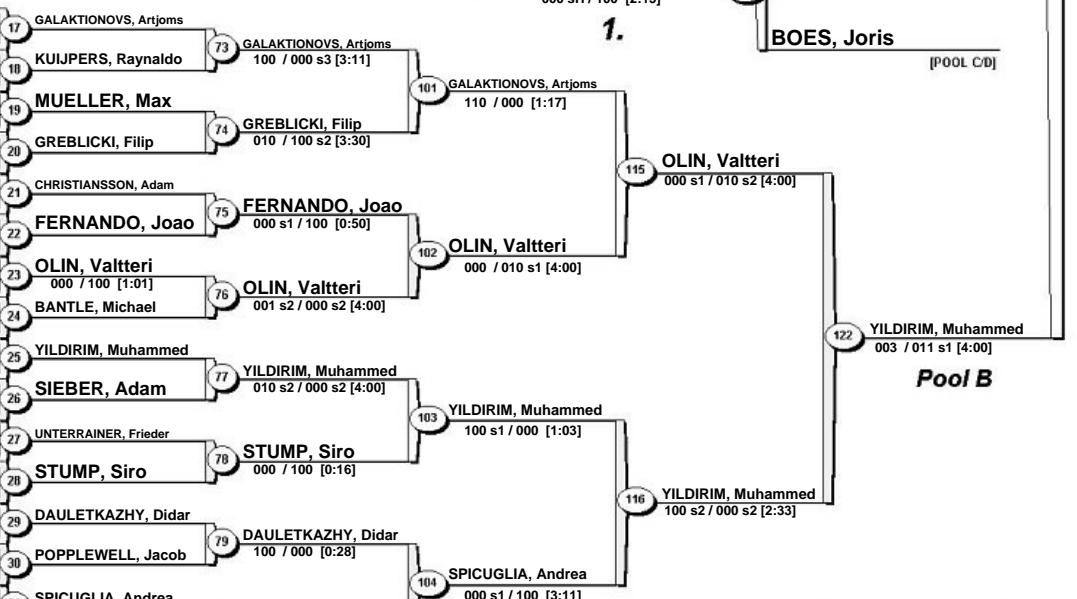 000 sh / 100 [2:15]
1.
BOES, Joris
[POOL C/D]
17
GALAKTIONOVS, Artjoms
18
KUIJPERS, Raynaldo
73
GALAKTIONOVS, Artjoms
100 / 000 s3 [3:11]
19
MUELLER, Max
20
GREBLICKI, Filip
74
GREBLICKI, Filip
010 / 100 s2 [3:30]
101
GALAKTIONOVS, Artjoms
110 / 000 [1:17]
21
CHRISTIANSSON, Adam
22
FERNANDO, Joao
75
FERNANDO, Joao
000 s1 / 100 [0:50]
23
OLIN, Valtteri
000 / 100 [1:01]
24
BANTLE, Michael
76
OLIN, Valtteri
001 s2 / 000 s2 [4:00]
102
OLIN, Valtteri
000 / 010 s1 [4:00]
115
OLIN, Valtteri
000 s1 / 010 s2 [4:00]
25
YILDIRIM, Muhammed
26
SIEBER, Adam
77
YILDIRIM, Muhammed
010 s2 / 000 s2 [4:00]
27
UNTERRAINER, Frieder
28
STUMP, Siro
78
STUMP, Siro
000 / 100 [0:16]
103
YILDIRIM, Muhammed
100 s1 / 000 [1:03]
29
DAULETKAZHY, Didar
30
POPPLEWELL, Jacob
79
DAULETKAZHY, Didar
100 / 000 [0:28]
SPICUGLIA, Andrea
104
SPICUGLIA, Andrea
000 s1 / 100 [3:11]
116
YILDIRIM, Muhammed
100 s2 / 000 s2 [2:33]
122
YILDIRIM, Muhammed
003 / 011 s1 [4:00]
Pool B